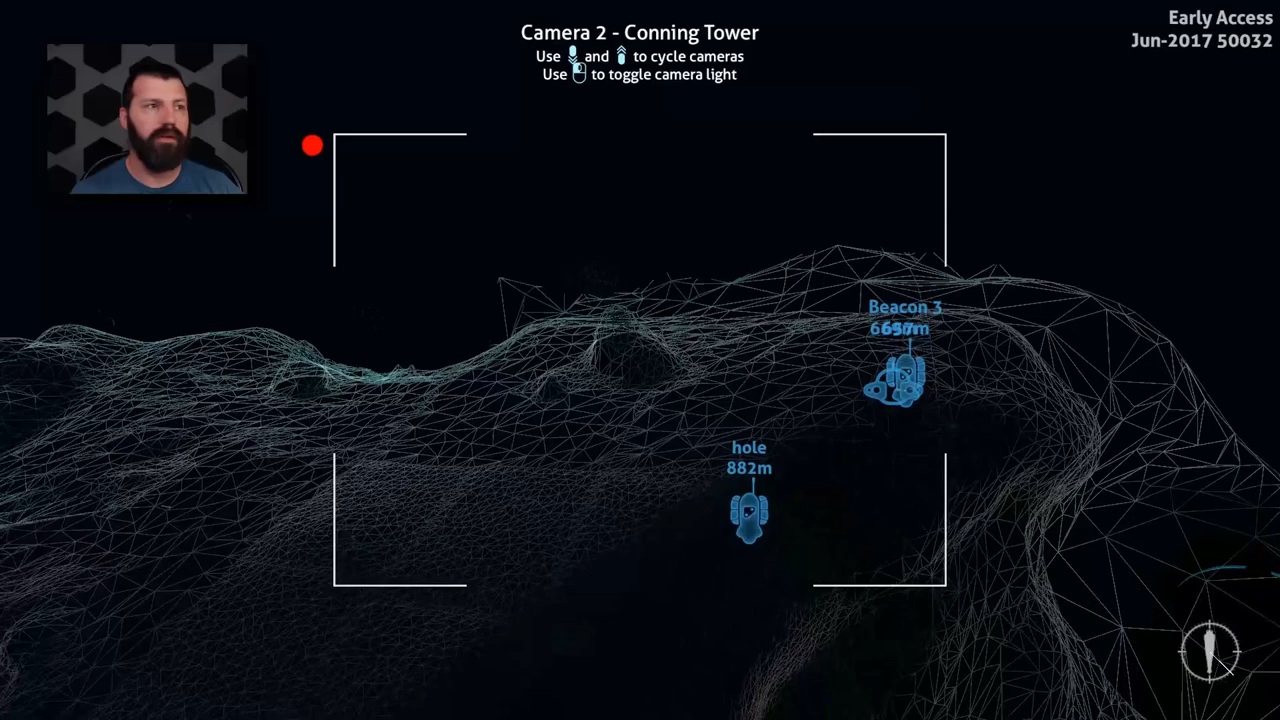 Camera 2 - Conning Tower
Use and to cycle cameras
Use to toggle camera light
Early Access
Jun-2017 50032
Beacon 3
hole
882m